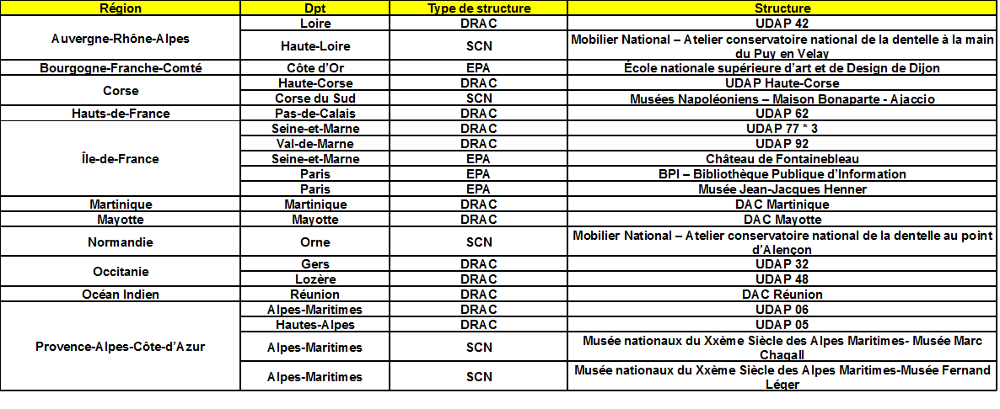 Région Dpt Type de structure Structure
Auvergne-Rhône-Alpes Loire DRAC UDAP 42
Haute-Loire SCN Mobilier National – Atelier conservatoire national de la dentelle à la main
du Puy en Velay
Bourgogne-Franche-Comté Côte d’Or EPA École nationale supérieure d’art et de Design de Dijon
Corse Haute-Corse DRAC UDAP Haute-Corse
Corse du Sud SCN Musées Napoléoniens – Maison Bonaparte - Ajaccio
Hauts-de-France Pas-de-Calais DRAC UDAP 62
Île-de-France Seine-et-Marne DRAC UDAP 77 * 3
Val-de-Marne DRAC UDAP 92
Seine-et-Marne EPA Château de Fontainebleau
Paris EPA BPI – Bibliothèque Publique d’Information
Paris EPA Musée Jean-Jacques Henner
Martinique Martinique DRAC DAC Martinique
Mayotte Mayotte DRAC DAC Mayotte
Normandie Orne SCN Mobilier National – Atelier conservatoire national de la dentelle au point
d’Alençon
Occitanie Gers DRAC UDAP 32
Lozère DRAC UDAP 48
Océan Indien Réunion DRAC DAC Réunion
Provence-Alpes-Côte-d’Azur Alpes-Maritimes DRAC UDAP 06
Hautes-Alpes DRAC UDAP 05
Alpes-Maritimes SCN Musée nationaux du Xxème Siècle des Alpes Maritimes- Musée Marc
Chagall
Alpes-Maritimes SCN Musée nationaux du Xxème Siècle des Alpes Maritimes-Musée Fernand
Léger